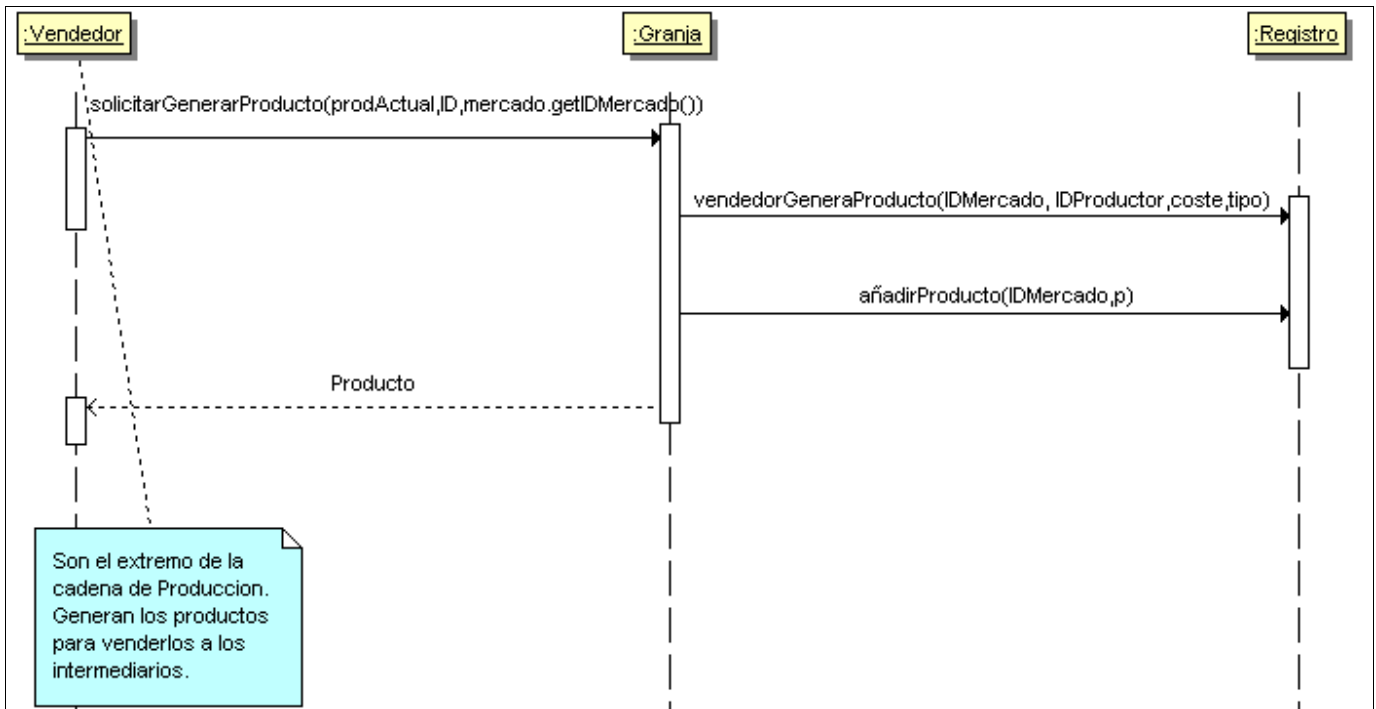 :Vendedor
:Granja
:Registro
solicitarGenerarProducto(prodActual,ID,mercado.getIDMercado())
vendedorGeneraProducto(IDMercado, IDProductor,coste,tipo)
añadirProducto(IDMercado,p)
Producto
Son el extremo de la
cadena de Produccion.
Generan los productos
para venderlos a los
intermediarios.